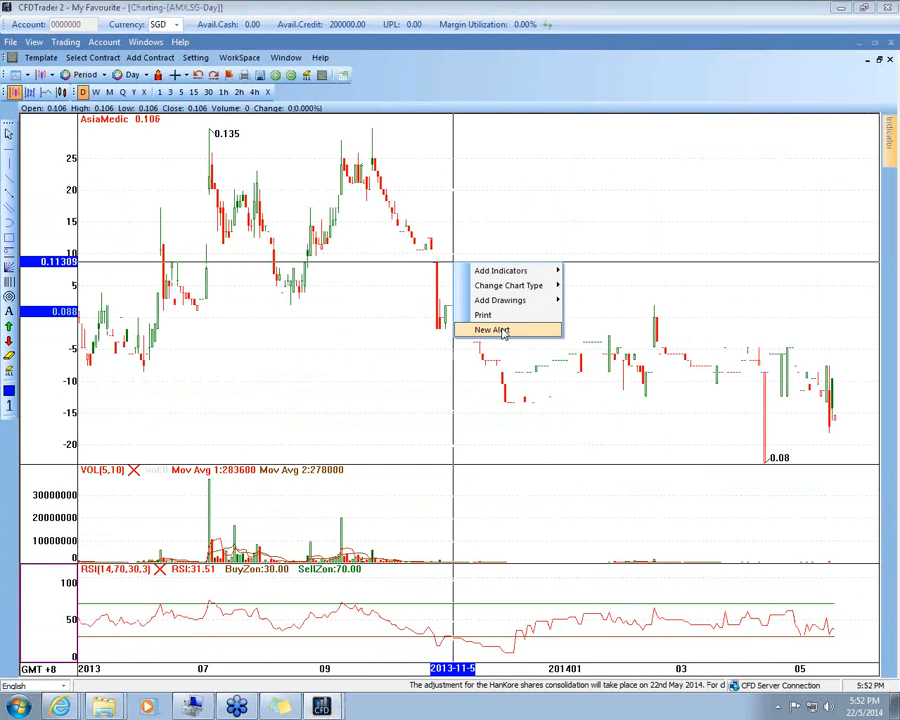 CFDTrader 2 - My Favourite - [Charting-[AMX.SG-Day]]
Account: 0000000 Currency: SGD Avail.Cash: 0.00 Avail.Credit: 200000.00 UPL: 0.00 Margin Utilization: 0.00%
File View Trading Account Windows Help
Template Select Contract Add Contract Setting WorkSpace Window Help
Period Day
D W M Q Y X 1 3 5 15 30 1h 2h 4h X
Open: 0.106 High: 0.106 Low: 0.106 Close: 0.106 Volume: 0 Change: 0(0.000%)
AsiaMedic 0.106
Indicator
0.135
25
20
15
10
0.11309
5
0.088
-5
-10
-15
-20
Add Indicators
Change Chart Type
Add Drawings
Print
New Alert
0.08
A
1
VOL(5,10) vol:0 Mov Avg 1:283600 Mov Avg 2:278000
30000000
20000000
10000000
0
RSI(14,70,30,3) RSI:31.51 BuyZon:30.00 SellZon:70.00
100
50
0
GMT +8 2013 07 09 2013-11-5 201401 03 05
English The adjustment for the HanKore shares consolidation will take place on 22nd May 2014. For d CFD Server Connection 5:52 PM
CFD
5:52 PM
22/5/2014